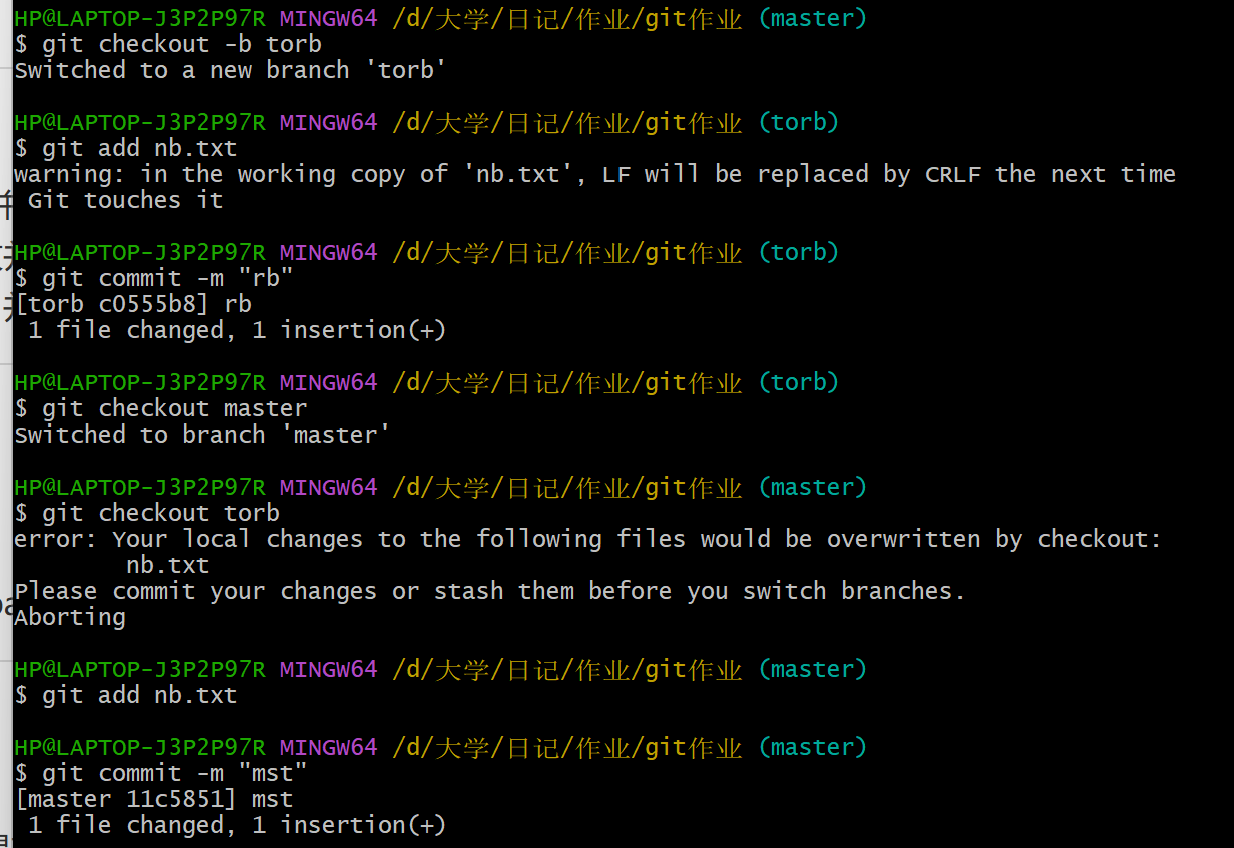 HP@LAPTOP-J3P2P97R MINGW64 /d/大学/日记/作业/git作业 (master)
$ git checkout -b torb
Switched to a new branch 'torb'
HP@LAPTOP-J3P2P97R MINGW64 /d/大学/日记/作业/git作业 (torb)
$ git add nb.txt
warning: in the working copy of 'nb.txt', LF will be replaced by CRLF the next time
 Git touches it
HP@LAPTOP-J3P2P97R MINGW64 /d/大学/日记/作业/git作业 (torb)
$ git commit -m "rb"
[torb c0555b8] rb
 1 file changed, 1 insertion(+)
HP@LAPTOP-J3P2P97R MINGW64 /d/大学/日记/作业/git作业 (torb)
$ git checkout master
Switched to branch 'master'
HP@LAPTOP-J3P2P97R MINGW64 /d/大学/日记/作业/git作业 (master)
$ git checkout torb
error: Your local changes to the following files would be overwritten by checkout:
        nb.txt
Please commit your changes or stash them before you switch branches.
Aborting
HP@LAPTOP-J3P2P97R MINGW64 /d/大学/日记/作业/git作业 (master)
$ git add nb.txt
HP@LAPTOP-J3P2P97R MINGW64 /d/大学/日记/作业/git作业 (master)
$ git commit -m "mst"
[master 11c5851] mst
 1 file changed, 1 insertion(+)